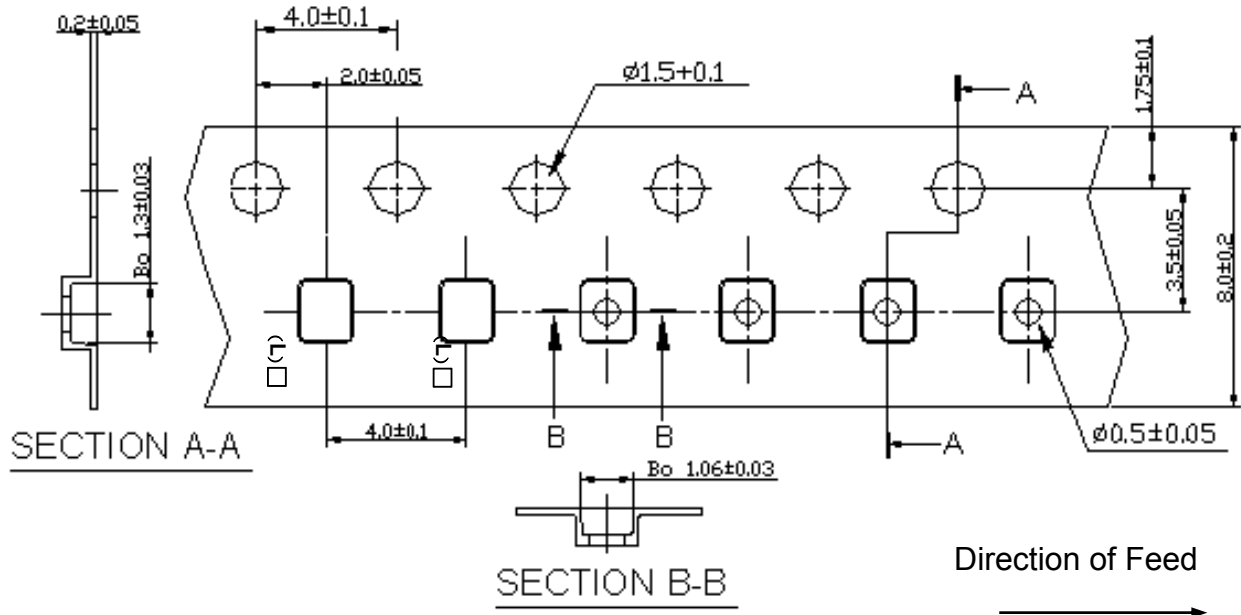 0.2±0.05
4.0±0.1
2.0±0.05
Ø1.5+0.1
A
1.75±0.1
Bo 1.3±0.03
3.5±0.05
8.0±0.2
(L)□
(L)□
4.0±0.1
B
B
A
Ø0.5±0.05
SECTION A-A
Bo 1.06±0.03
SECTION B-B
Direction of Feed